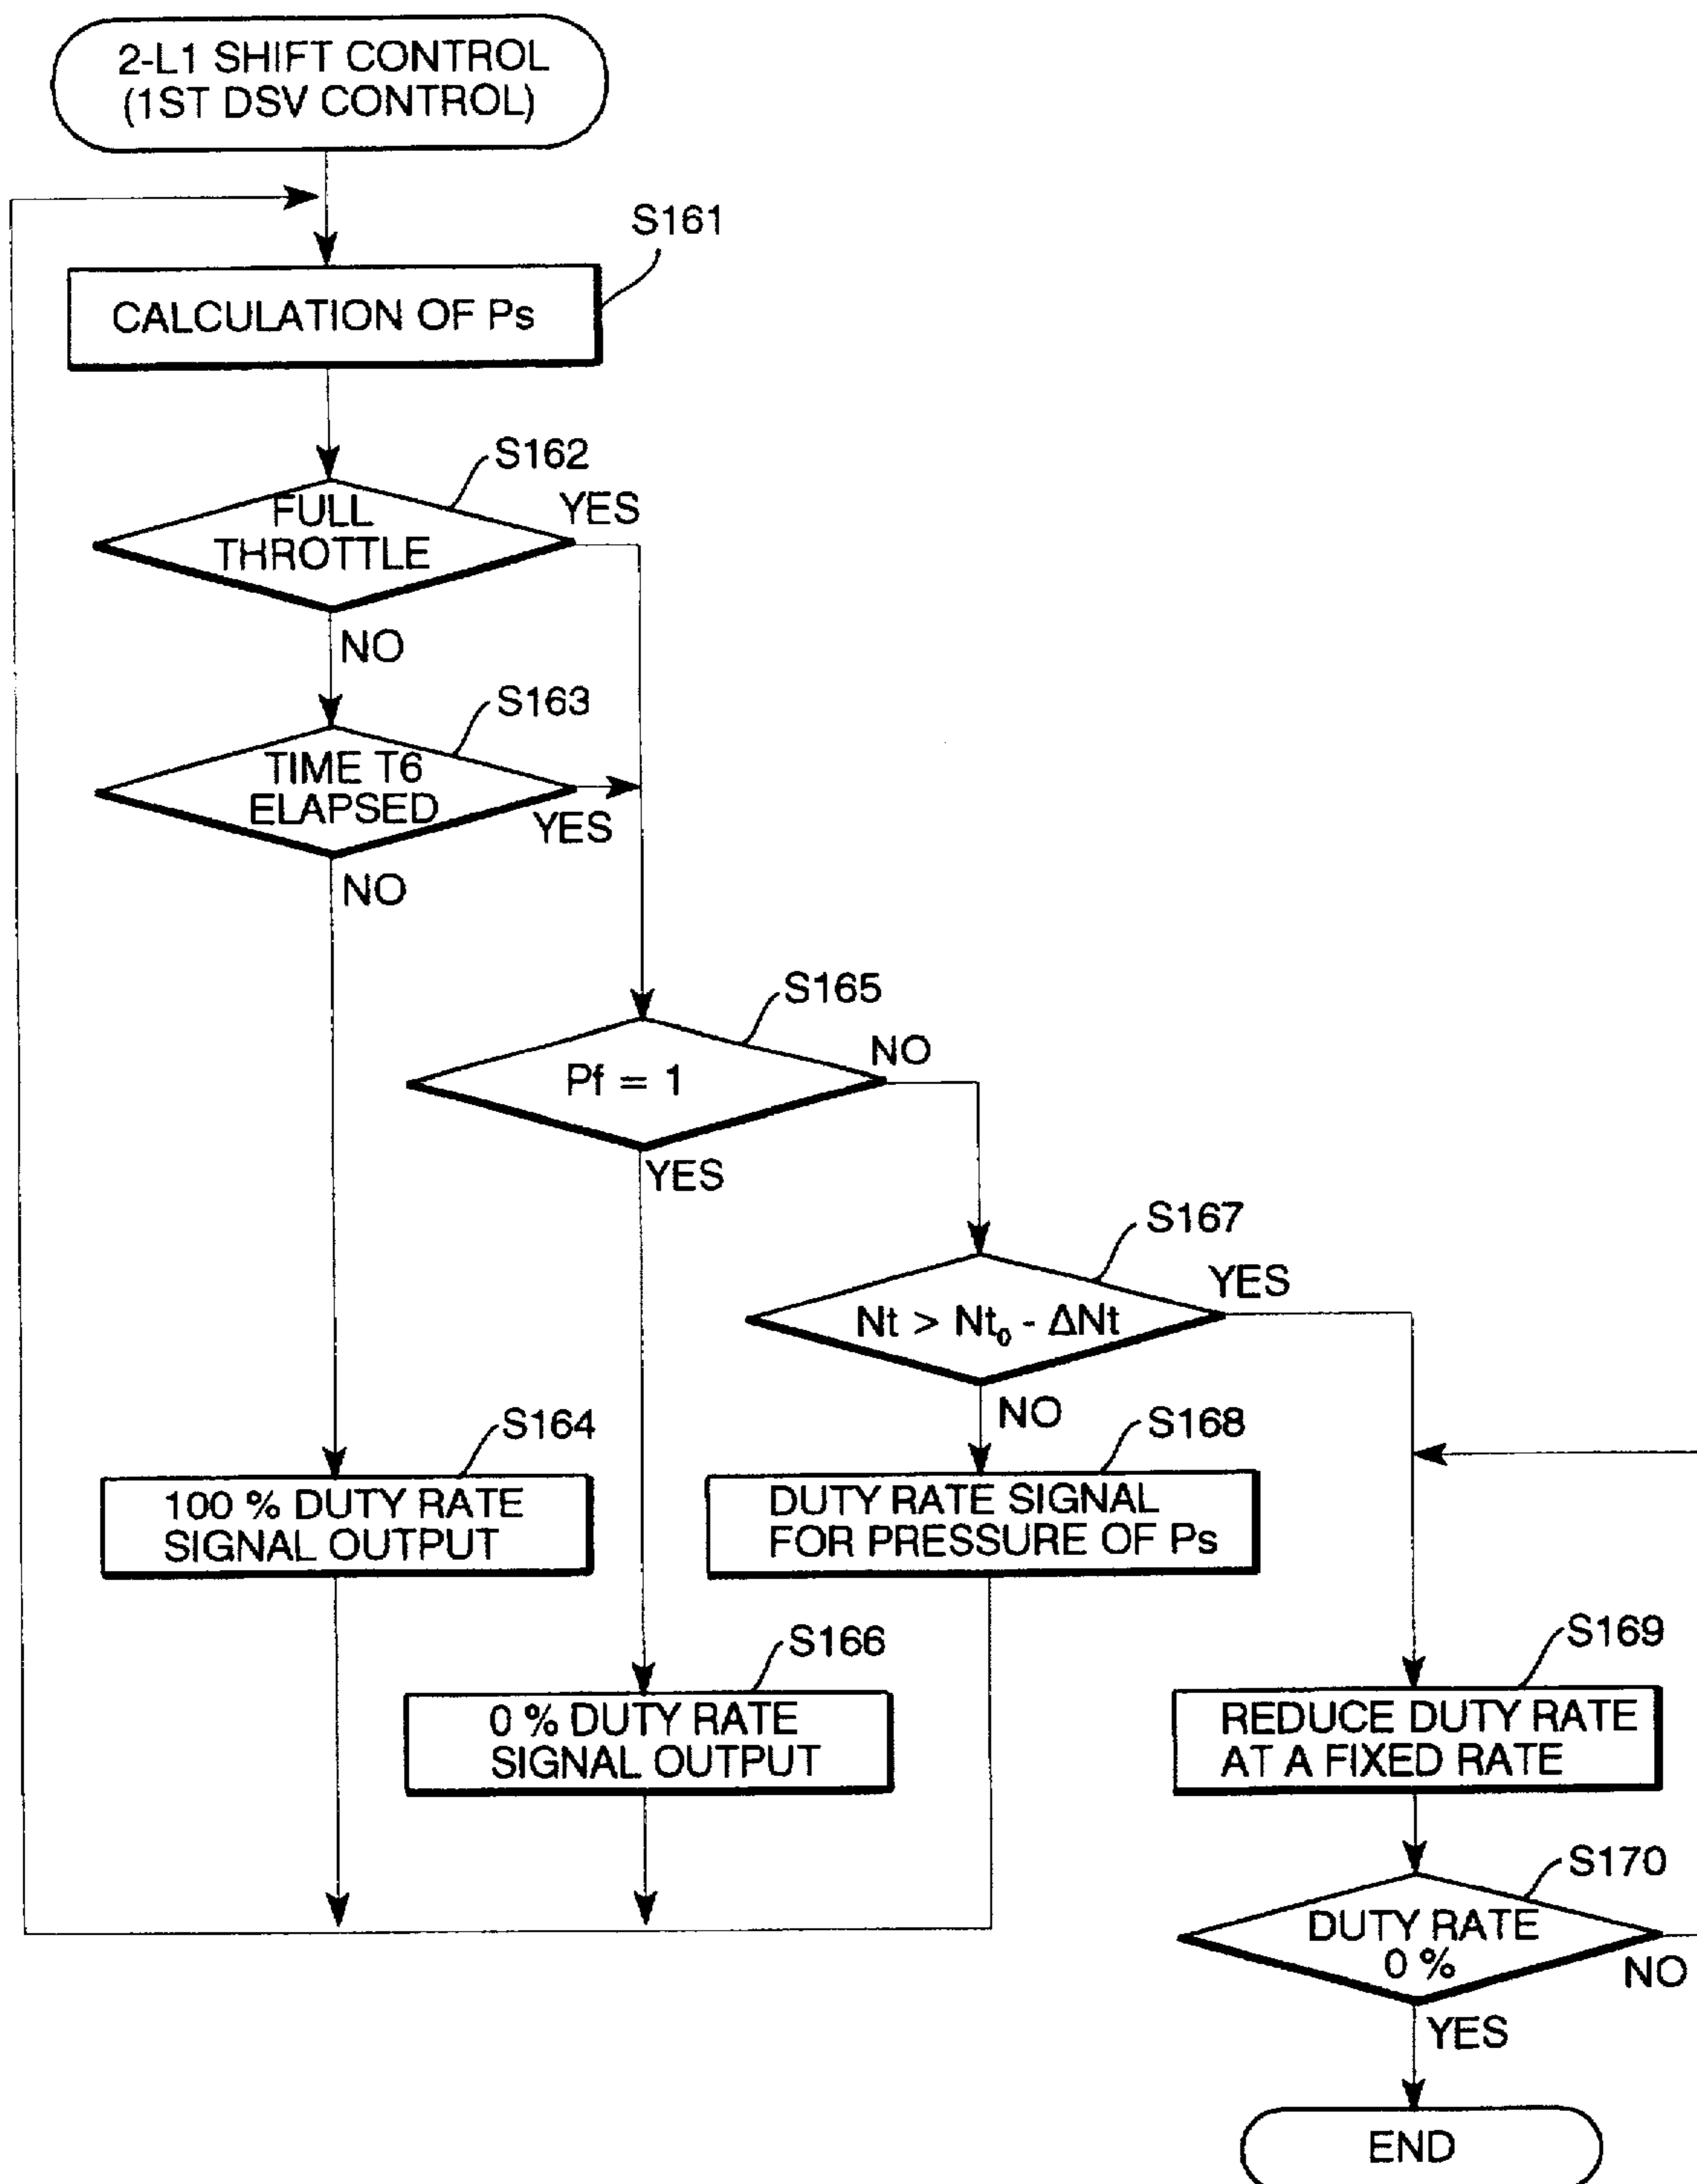 2-L1 SHIFT CONTROL
(1ST DSV CONTROL)
S161
CALCULATION OF Ps
S162
FULL
THROTTLE
YES
NO
S163
TIME T6
ELAPSED
YES
NO
S165
Pf = 1
NO
YES
S167
Nt > Nt₀ - ΔNt
YES
NO
S164
100 % DUTY RATE
SIGNAL OUTPUT
S168
DUTY RATE SIGNAL
FOR PRESSURE OF Ps
S166
0 % DUTY RATE
SIGNAL OUTPUT
S169
REDUCE DUTY RATE
AT A FIXED RATE
S170
DUTY RATE
0 %
NO
YES
END